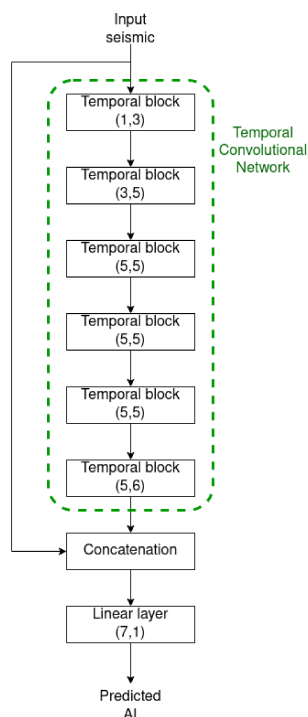 Input
seismic
Temporal block
(1,3)
Temporal
Convolutional
Network
Temporal block
(3,5)
Temporal block
(5,5)
Temporal block
(5,5)
Temporal block
(5,5)
Temporal block
(5,6)
Concatenation
Linear layer
(7,1)
Predicted
AI